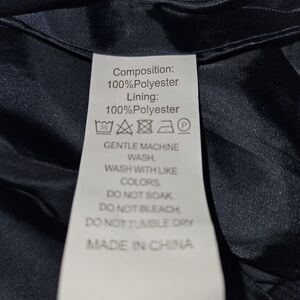 Composition:
100%Polyester
Lining:
100%Polyester
30 P
GENTLE MACHINE
WASH.
WASH WITH LIKE
COLORS.
DO NOT SOAK.
DO NOT BLEACH.
DO NOT TUMBLE DRY
MADE IN CHINA